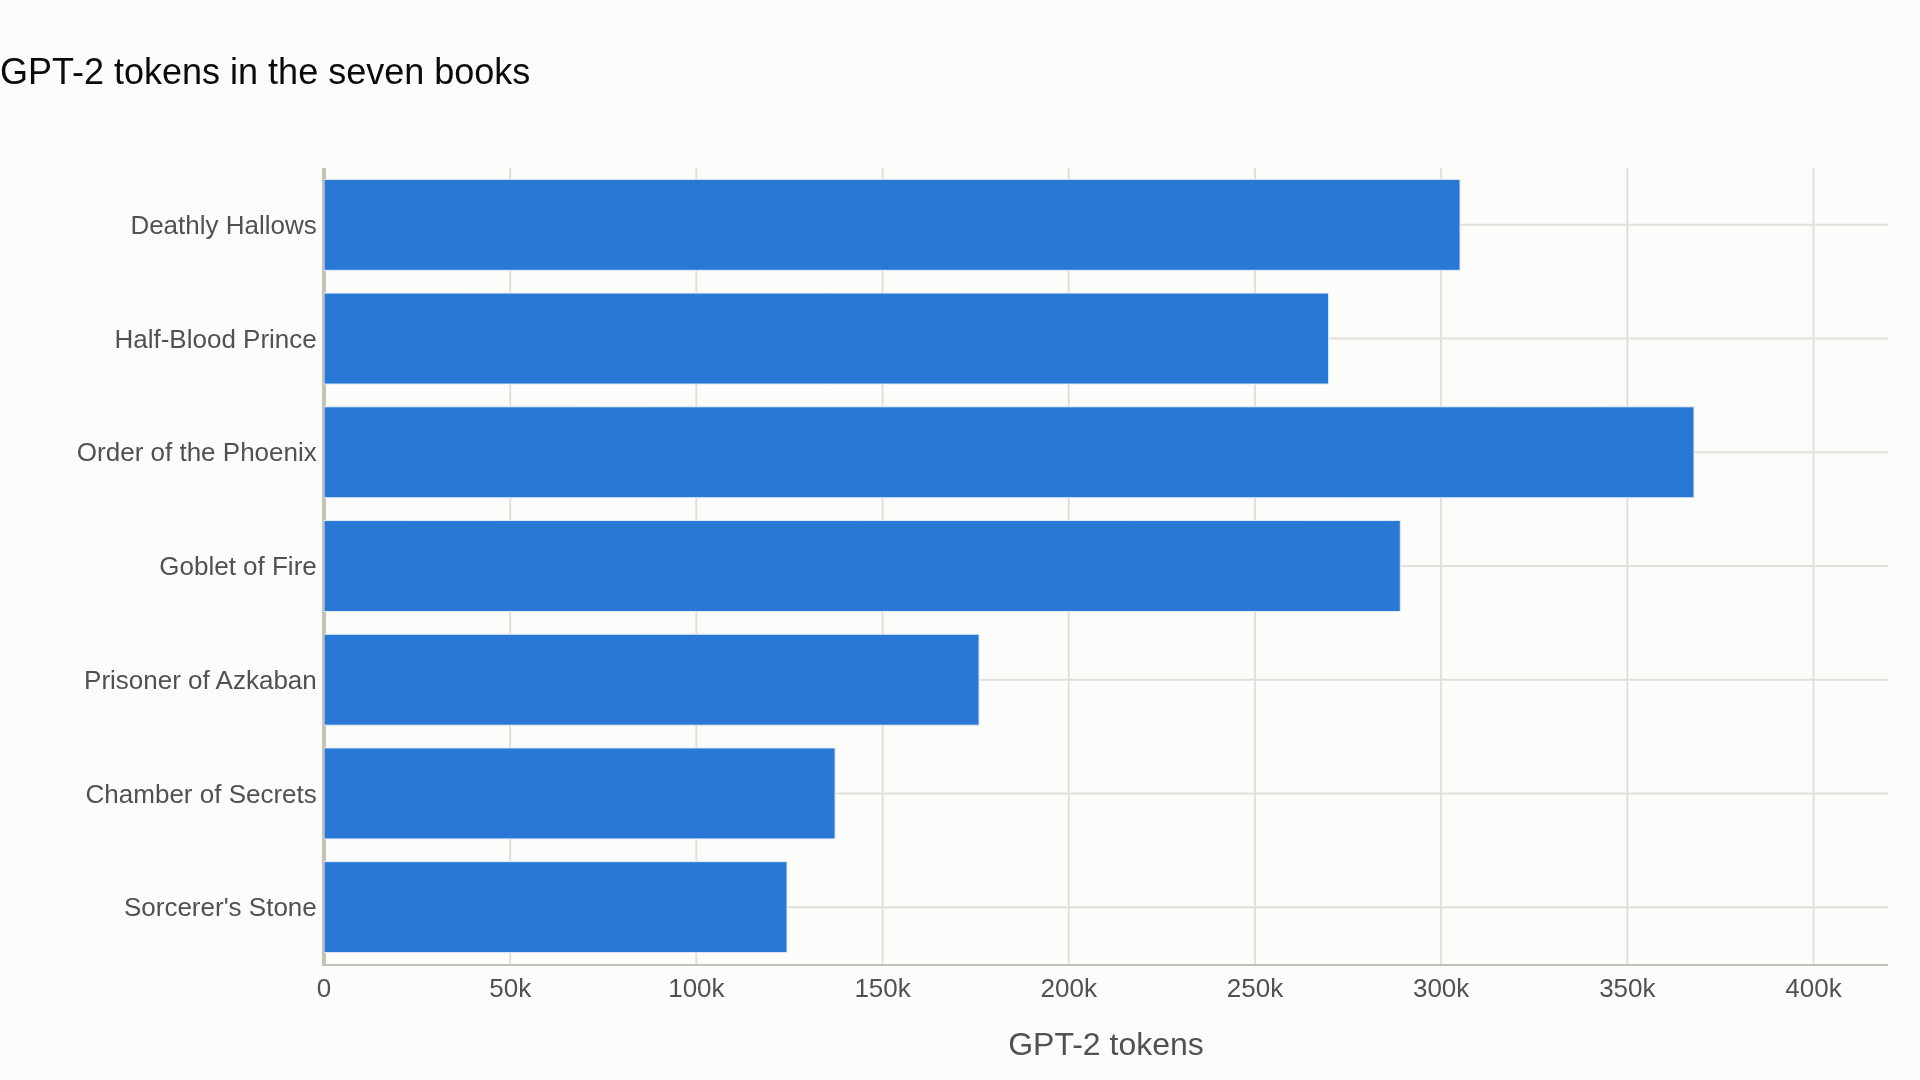 GPT-2 tokens in the seven books
Deathly Hallows
Half-Blood Prince
Order of the Phoenix
Goblet of Fire
Prisoner of Azkaban
Chamber of Secrets
Sorcerer's Stone
0 50k 100k 150k 200k 250k 300k 350k 400k
GPT-2 tokens